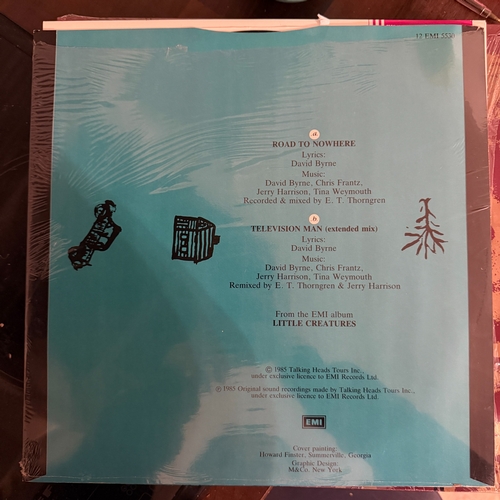 12 EMI 5530
a
ROAD TO NOWHERE
Lyrics:
David Byrne
Music:
David Byrne, Chris Frantz,
Jerry Harrison, Tina Weymouth
Recorded & mixed by E. T. Thorngren
b
TELEVISION MAN (extended mix)
Lyrics:
David Byrne
Music:
David Byrne, Chris Frantz,
Jerry Harrison, Tina Weymouth
Remixed by E. T. Thorngren & Jerry Harrison
From the EMI album
LITTLE CREATURES
© 1985 Talking Heads Tours Inc.,
under exclusive licence to EMI Records Ltd.
℗ 1985 Original sound recordings made by Talking Heads Tours Inc.,
under exclusive licence to EMI Records Ltd.
EMI
Cover painting:
Howard Finster, Summerville, Georgia
Graphic Design:
M&Co. New York